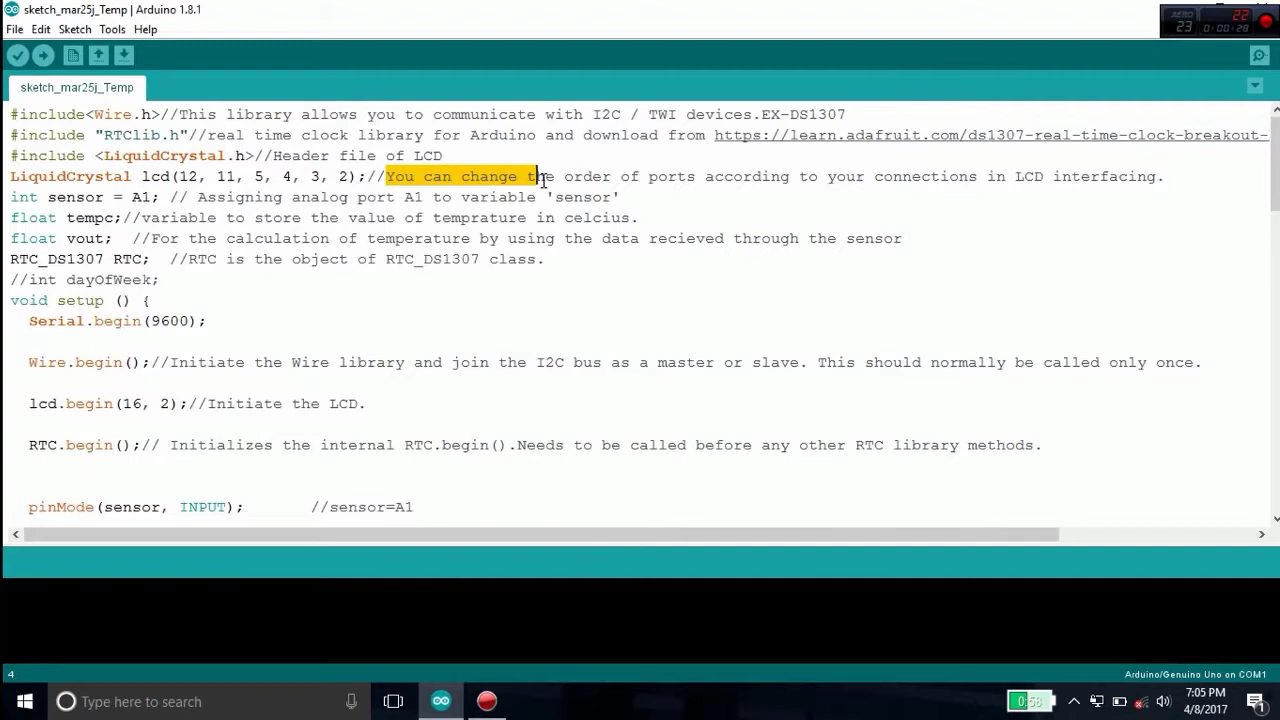 sketch_mar25j_Temp | Arduino 1.8.1
File Edit Sketch Tools Help
AERO 23 22 0:00:28
sketch_mar25j_Temp
#include<Wire.h>//This library allows you to communicate with I2C / TWI devices.EX-DS1307
#include "RTClib.h"//real time clock library for Arduino and download from https://learn.adafruit.com/ds1307-real-time-clock-breakout-
#include <LiquidCrystal.h>//Header file of LCD
LiquidCrystal lcd(12, 11, 5, 4, 3, 2);//You can change the order of ports according to your connections in LCD interfacing.
int sensor = A1; // Assigning analog port A1 to variable 'sensor'
float tempc;//variable to store the value of temprature in celcius.
float vout;  //For the calculation of temperature by using the data recieved through the sensor
RTC_DS1307 RTC;  //RTC is the object of RTC_DS1307 class.
//int dayOfWeek;
void setup () {
Serial.begin(9600);
Wire.begin();//Initiate the Wire library and join the I2C bus as a master or slave. This should normally be called only once.
lcd.begin(16, 2);//Initiate the LCD.
RTC.begin();// Initializes the internal RTC.begin().Needs to be called before any other RTC library methods.
pinMode(sensor, INPUT);       //sensor=A1
4
Arduino/Genuino Uno on COM1
Type here to search
0:58
7:05 PM
4/8/2017
1